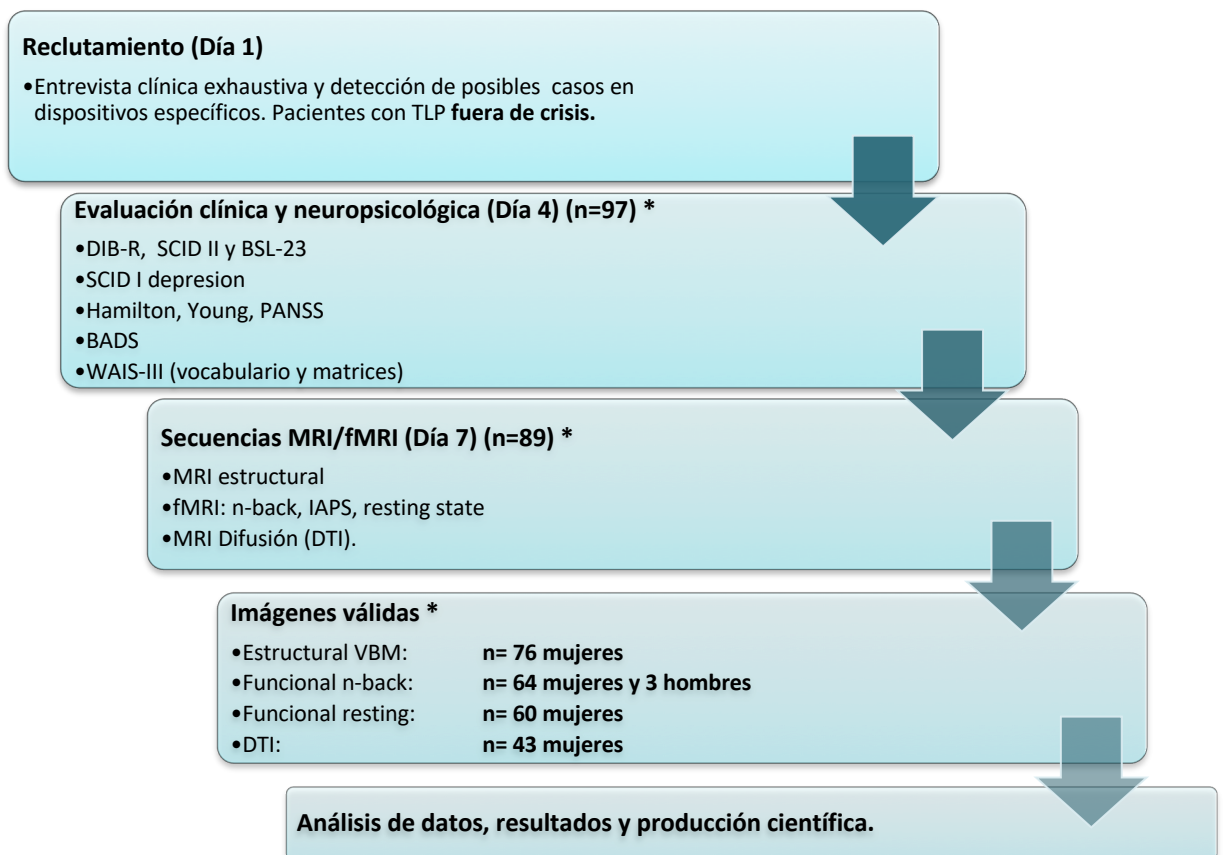 Reclutamiento (Día 1)
•Entrevista clínica exhaustiva y detección de posibles casos en
dispositivos específicos. Pacientes con TLP fuera de crisis.
Evaluación clínica y neuropsicológica (Día 4) (n=97) *
•DIB-R, SCID II y BSL-23
•SCID I depresion
•Hamilton, Young, PANSS
•BADS
•WAIS-III (vocabulario y matrices)
Secuencias MRI/fMRI (Día 7) (n=89) *
•MRI estructural
•fMRI: n-back, IAPS, resting state
•MRI Difusión (DTI).
Imágenes válidas *
•Estructural VBM: n= 76 mujeres
•Funcional n-back: n= 64 mujeres y 3 hombres
•Funcional resting: n= 60 mujeres
•DTI: n= 43 mujeres
Análisis de datos, resultados y producción científica.